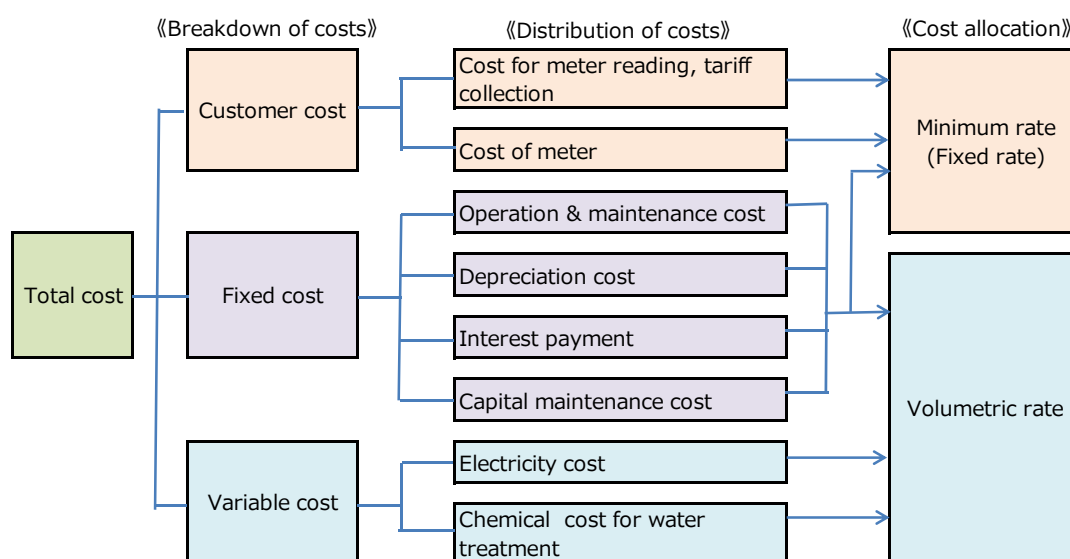 《Breakdown of costs》
《Distribution of costs》
《Cost allocation》
Total cost
Customer cost
Fixed cost
Variable cost
Cost for meter reading, tariff
collection
Cost of meter
Operation & maintenance cost
Depreciation cost
Interest payment
Capital maintenance cost
Electricity cost
Chemical cost for water
treatment
Minimum rate
(Fixed rate)
Volumetric rate